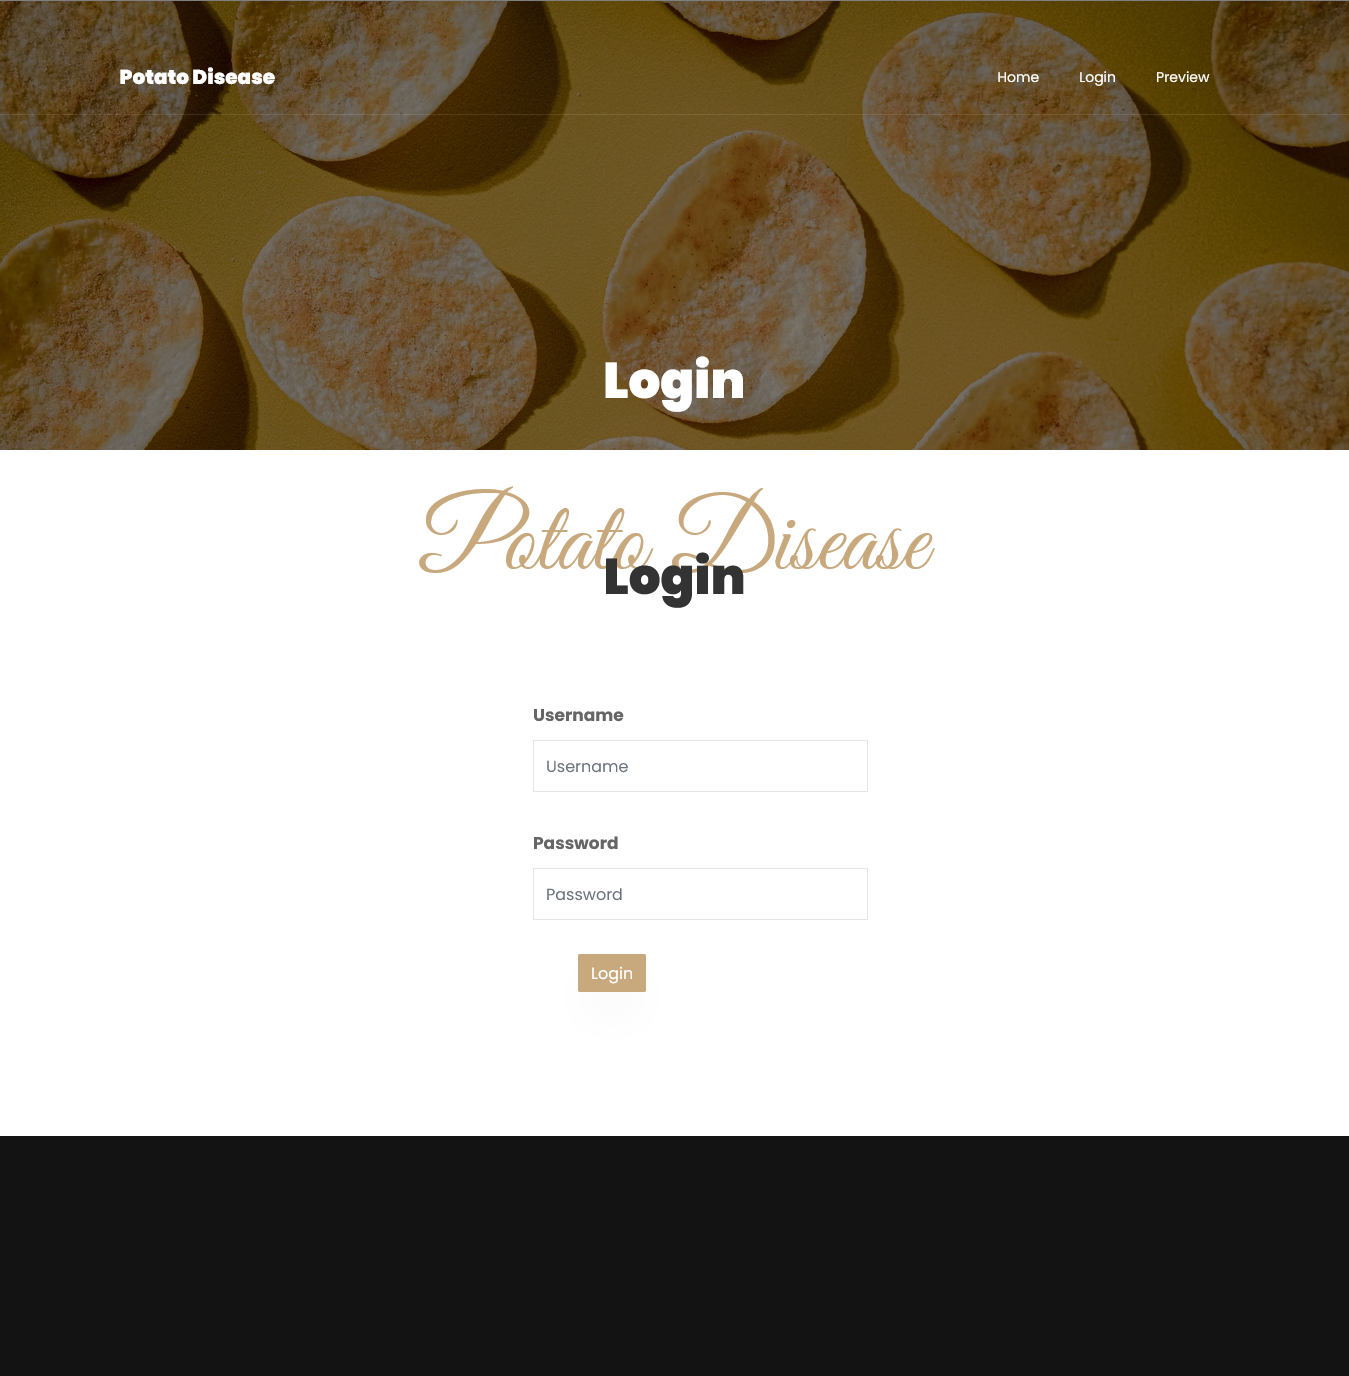 Potato Disease
Home Login Preview
Login
Potato Disease
Login
Username
Username
Password
Password
Login